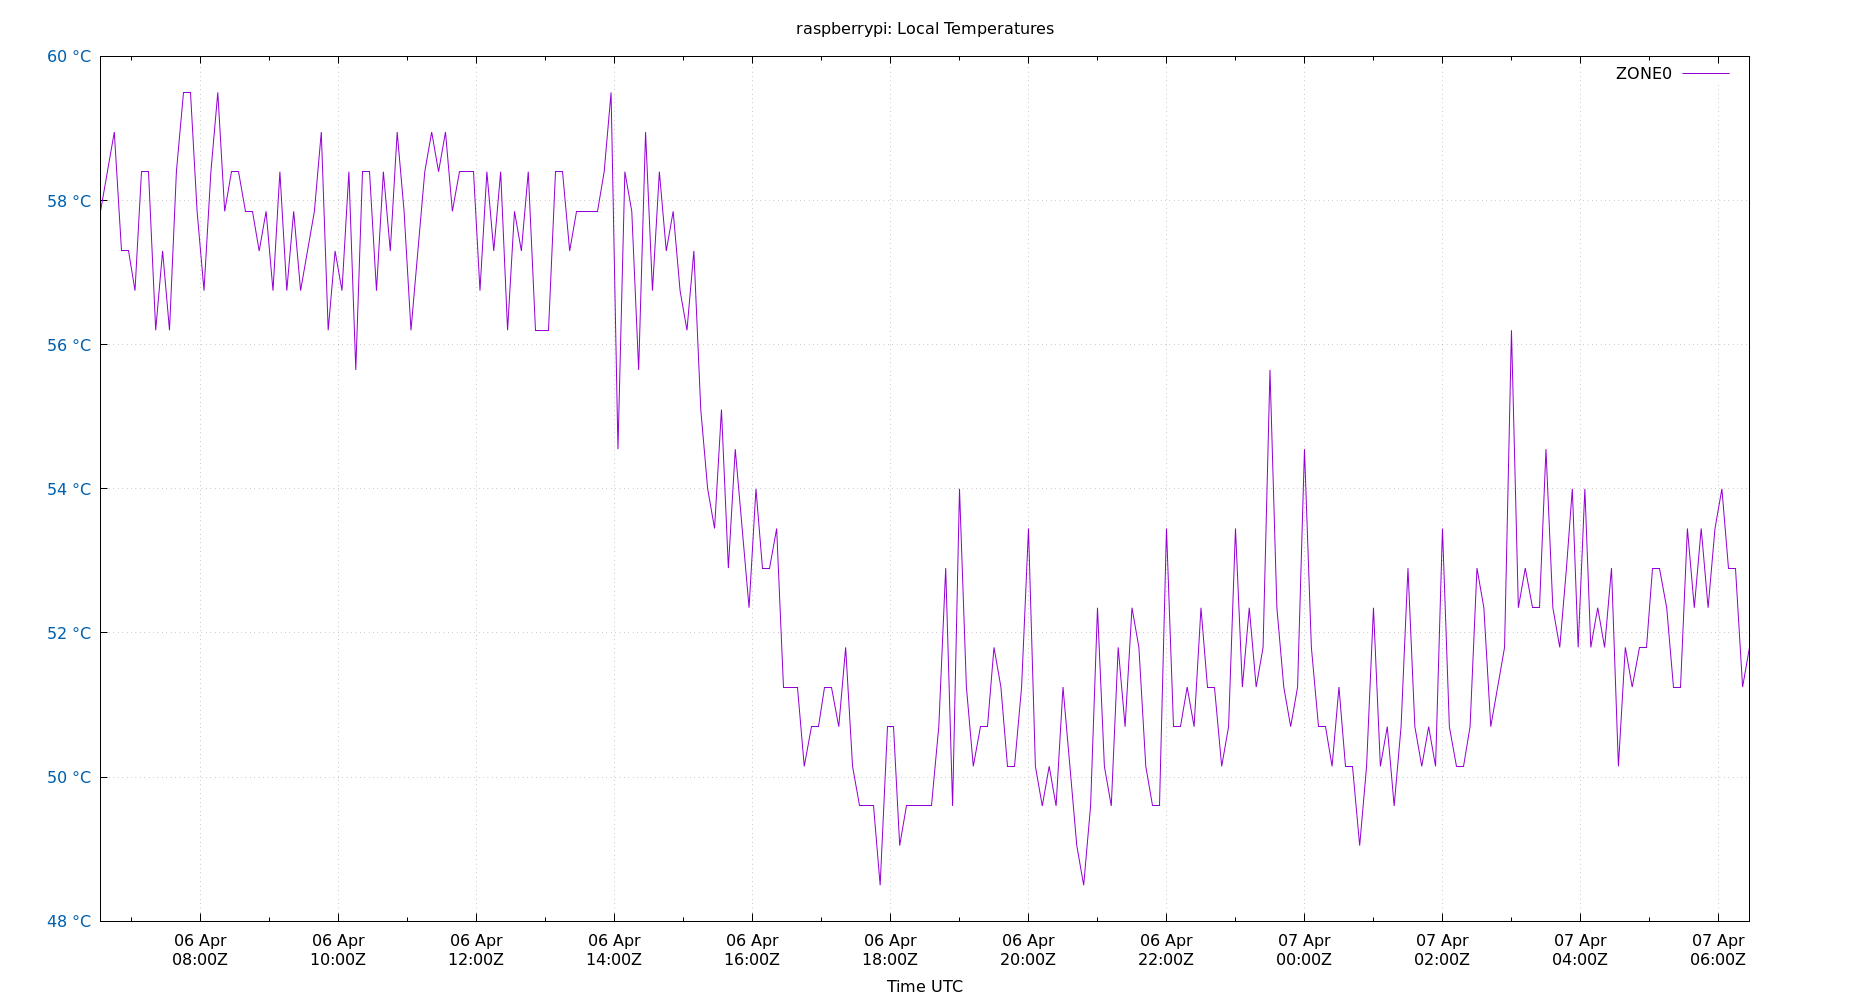 raspberrypi: Local Temperatures
ZONE0
60 °C
58 °C
56 °C
54 °C
52 °C
50 °C
48 °C
06 Apr 06 Apr 06 Apr 06 Apr 06 Apr 06 Apr 06 Apr 06 Apr 07 Apr 07 Apr 07 Apr 07 Apr
08:00Z 10:00Z 12:00Z 14:00Z 16:00Z 18:00Z 20:00Z 22:00Z 00:00Z 02:00Z 04:00Z 06:00Z
Time UTC